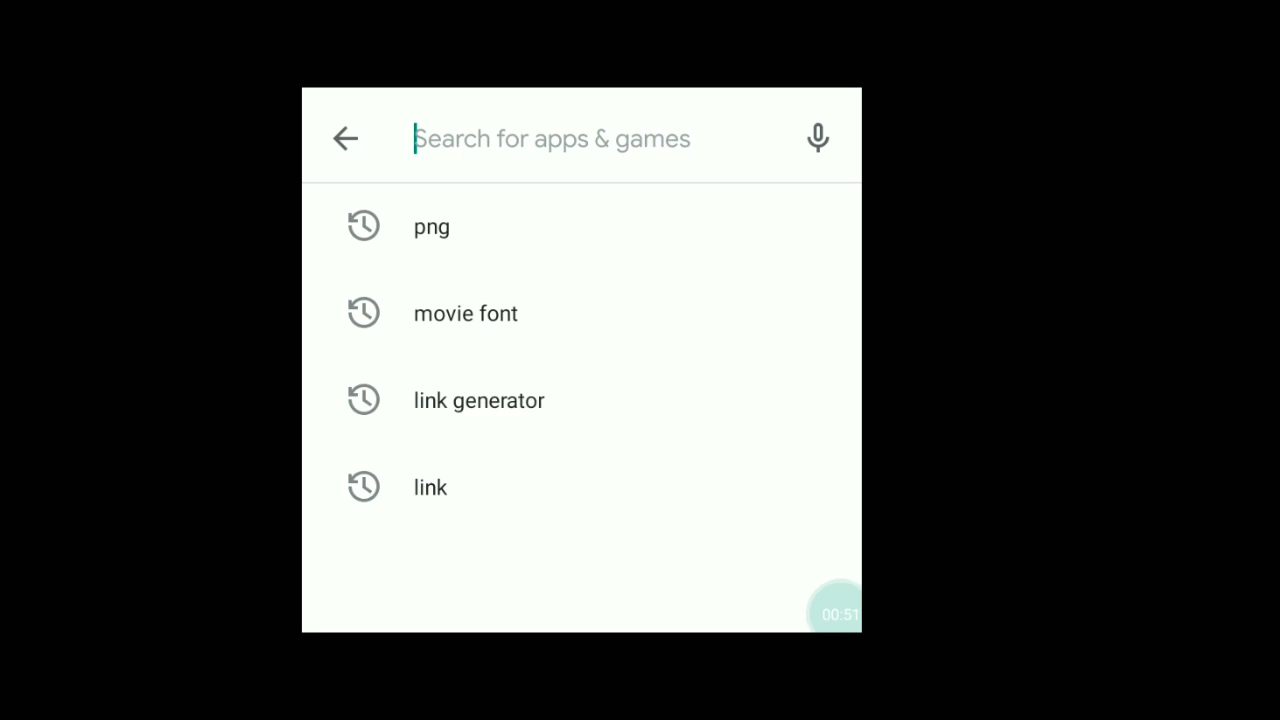 Search for apps & games
png
movie font
link generator
link
00:51